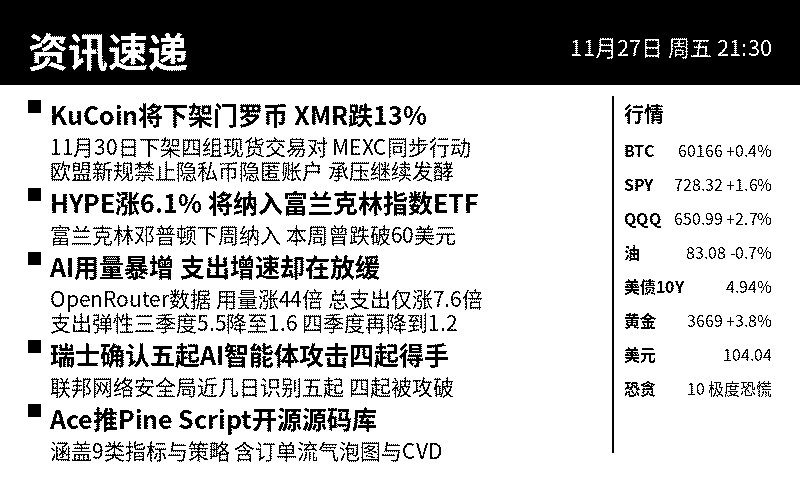 资讯速递
11月27日 周五 21:30
KuCoin将下架门罗币 XMR跌13%
11月30日下架四组现货交易对 MEXC同步行动
欧盟新规禁止隐私币隐匿账户 承压继续发酵
HYPE涨6.1% 将纳入富兰克林指数ETF
富兰克林邓普顿下周纳入 本周曾跌破60美元
AI用量暴增 支出增速却在放缓
OpenRouter数据 用量涨44倍 总支出仅涨7.6倍
支出弹性三季度5.5降至1.6 四季度再降到1.2
瑞士确认五起AI智能体攻击四起得手
联邦网络安全局近几日识别五起 四起被攻破
Ace推Pine Script开源源码库
涵盖9类指标与策略 含订单流气泡图与CVD
行情
BTC 60166 +0.4%
SPY 728.32 +1.6%
QQQ 650.99 +2.7%
油 83.08 -0.7%
美债10Y 4.94%
黄金 3669 +3.8%
美元 104.04
恐贪 10 极度恐慌